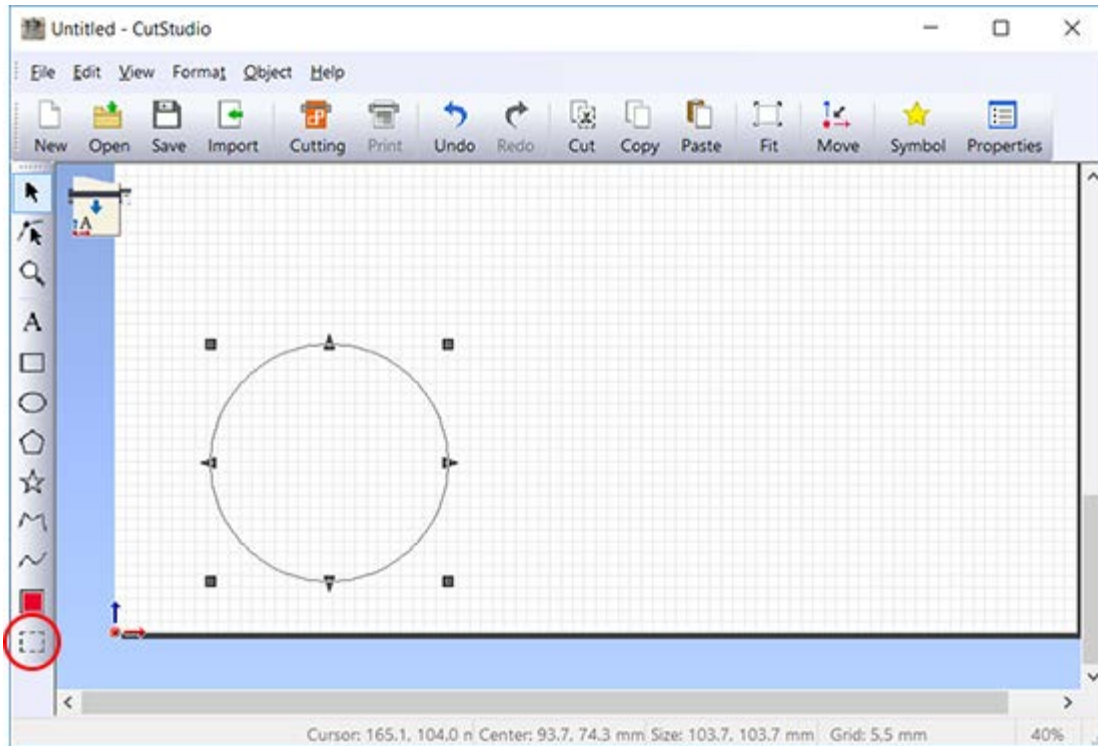 Untitled - CutStudio
File Edit View Format Object Help
New Open Save Import Cutting Print Undo Redo Cut Copy Paste Fit Move Symbol Properties
A
A
Cursor: 165.1, 104.0 n Center: 93.7, 74.3 mm Size: 103.7, 103.7 mm Grid: 5.5 mm 40%